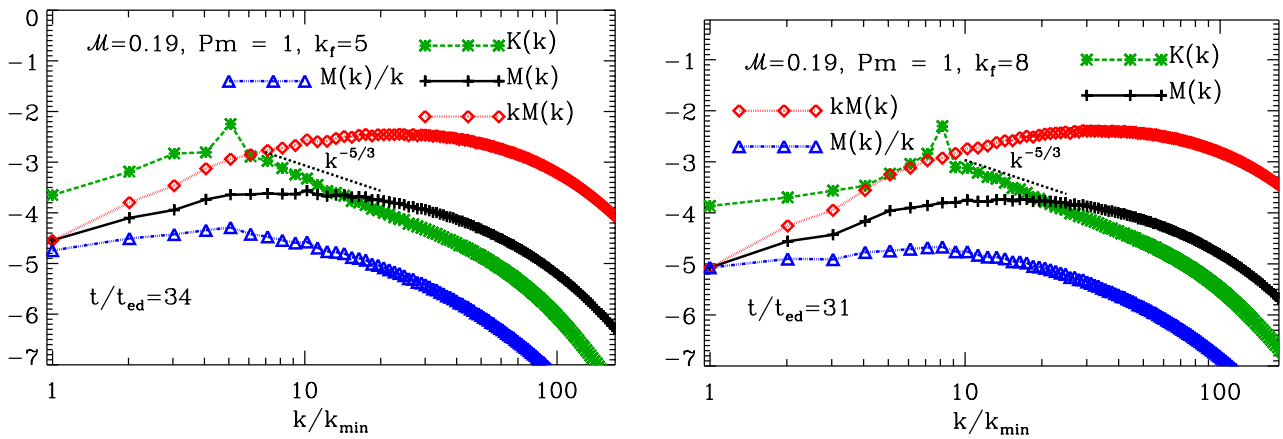 ℳ=0.19, Pm = 1, k_f=5
K(k)
M(k)/k
M(k)
kM(k)
k^{-5/3}
t/t_ed=34
0
-1
-2
-3
-4
-5
-6
-7
1
10
100
k/k_min
ℳ=0.19, Pm = 1, k_f=8
K(k)
M(k)
kM(k)
M(k)/k
k^{-5/3}
t/t_ed=31
-1
-2
-3
-4
-5
-6
-7
1
10
100
k/k_min